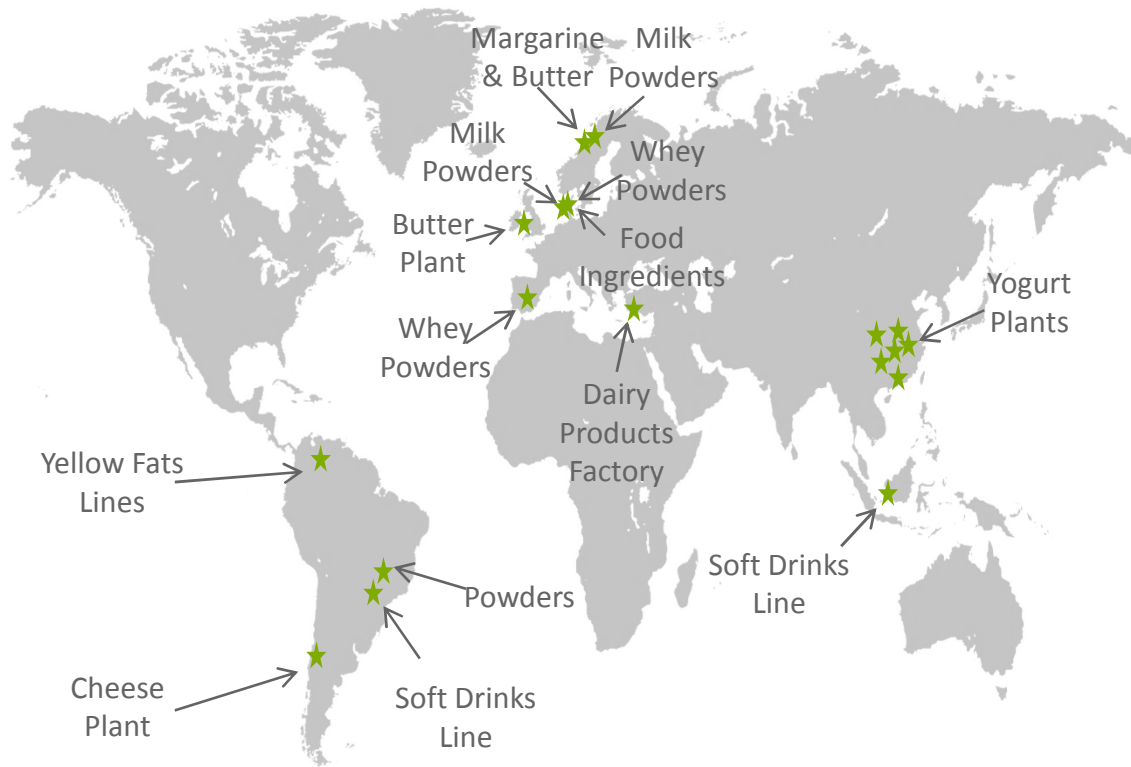 Margarine
& Butter
Milk
Powders
Milk
Powders
Whey
Powders
Butter
Plant
Food
Ingredients
Yogurt
Plants
Whey
Powders
Dairy
Products
Factory
Yellow Fats
Lines
Soft Drinks
Line
Powders
Cheese
Plant
Soft Drinks
Line